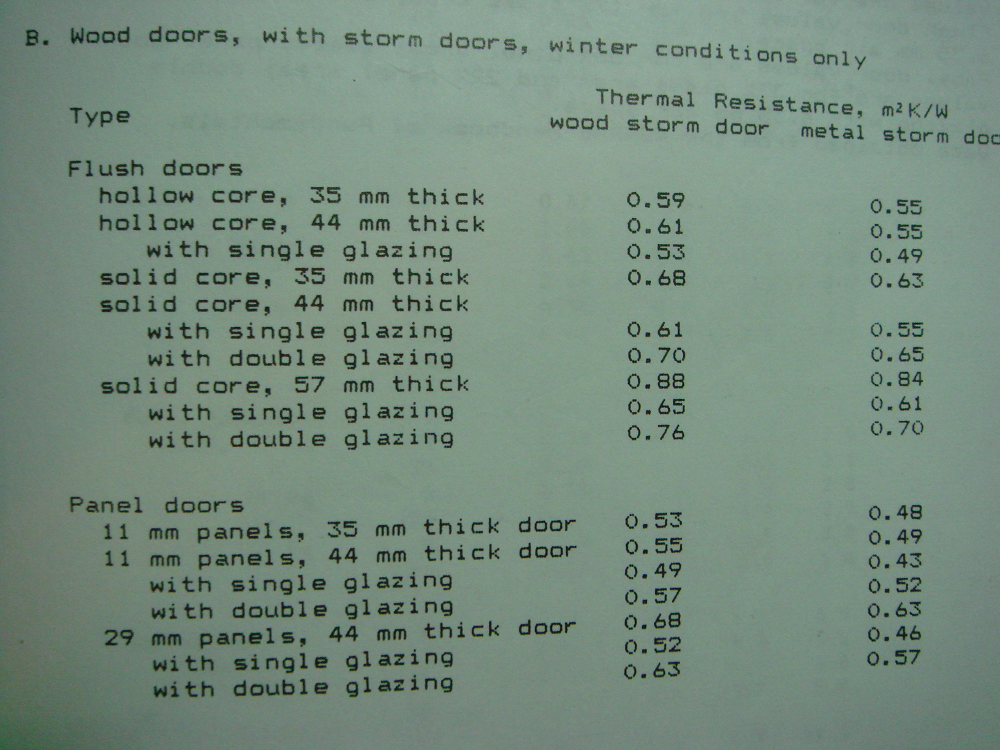 B. Wood doors, with storm doors, winter conditions only
Thermal Resistance, m²K/W
Type wood storm door metal storm doo
Flush doors
hollow core, 35 mm thick 0.59 0.55
hollow core, 44 mm thick 0.61 0.55
with single glazing 0.53 0.49
solid core, 35 mm thick 0.68 0.63
solid core, 44 mm thick
with single glazing 0.61 0.55
with double glazing 0.70 0.65
solid core, 57 mm thick 0.88 0.84
with single glazing 0.65 0.61
with double glazing 0.76 0.70
Panel doors
11 mm panels, 35 mm thick door 0.53 0.48
11 mm panels, 44 mm thick door 0.55 0.49
with single glazing 0.49 0.43
with double glazing 0.57 0.52
29 mm panels, 44 mm thick door 0.68 0.63
with single glazing 0.52 0.46
with double glazing 0.63 0.57